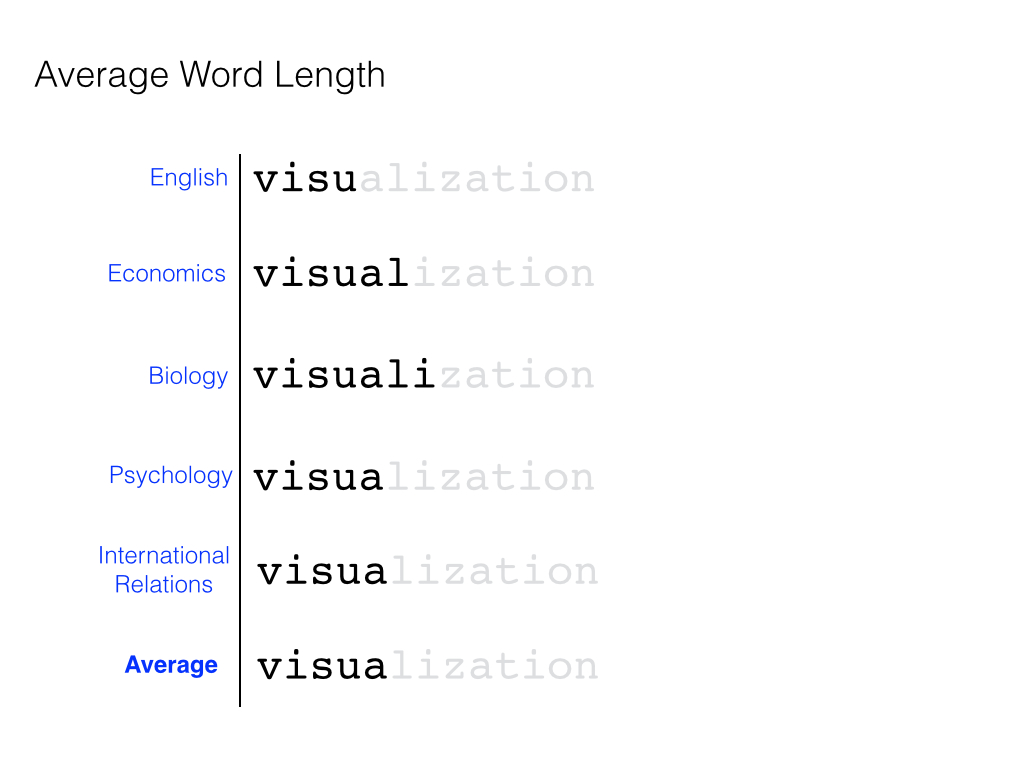 Average Word Length
English visualization
Economics visualization
Biology visualization
Psychology visualization
International
Relations visualization
Average visualization